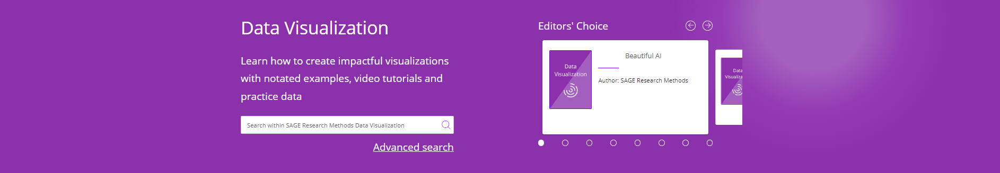 Data Visualization
Learn how to create impactful visualizations
with notated examples, video tutorials and
practice data
Search within SAGE Research Methods Data Visualization
Advanced search
Editors' Choice
Data
Visualization
Beautiful AI
Author: SAGE Research Methods
Data
Visualiza